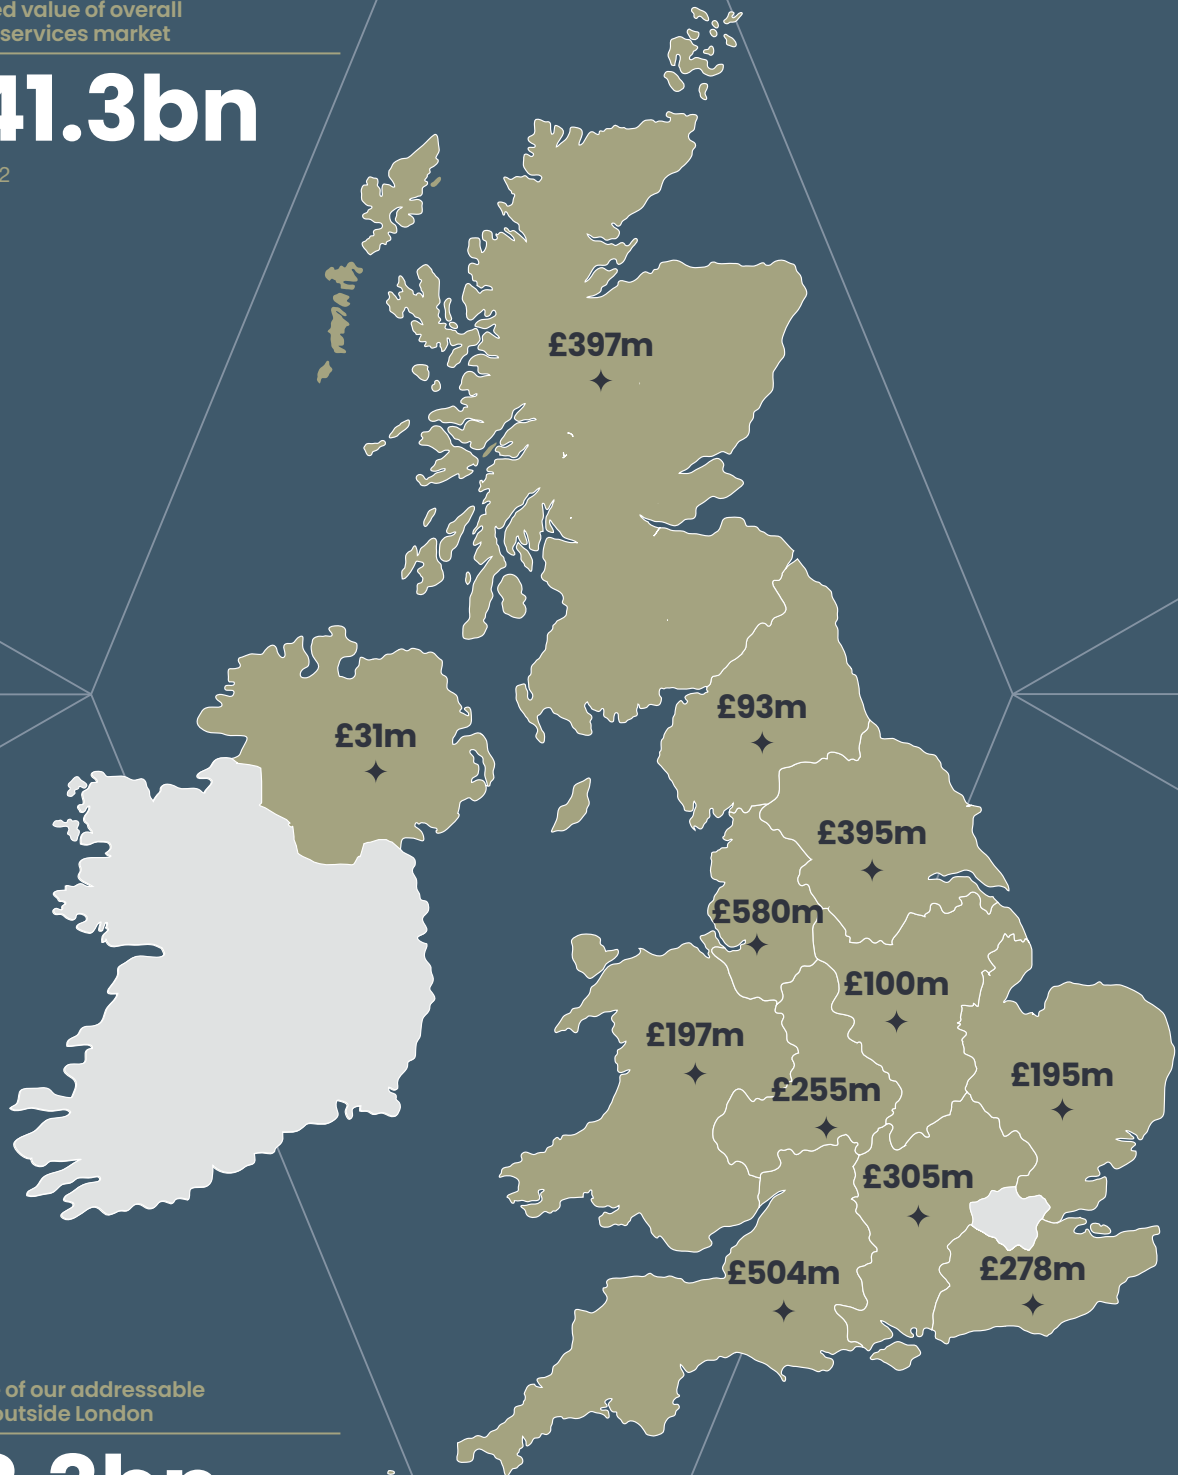 ed value of overall
services market
41.3bn
2
£397m
£93m
£31m
£395m
£580m
£100m
£197m
£195m
£255m
£305m
£278m
£504m
of our addressable
outside London